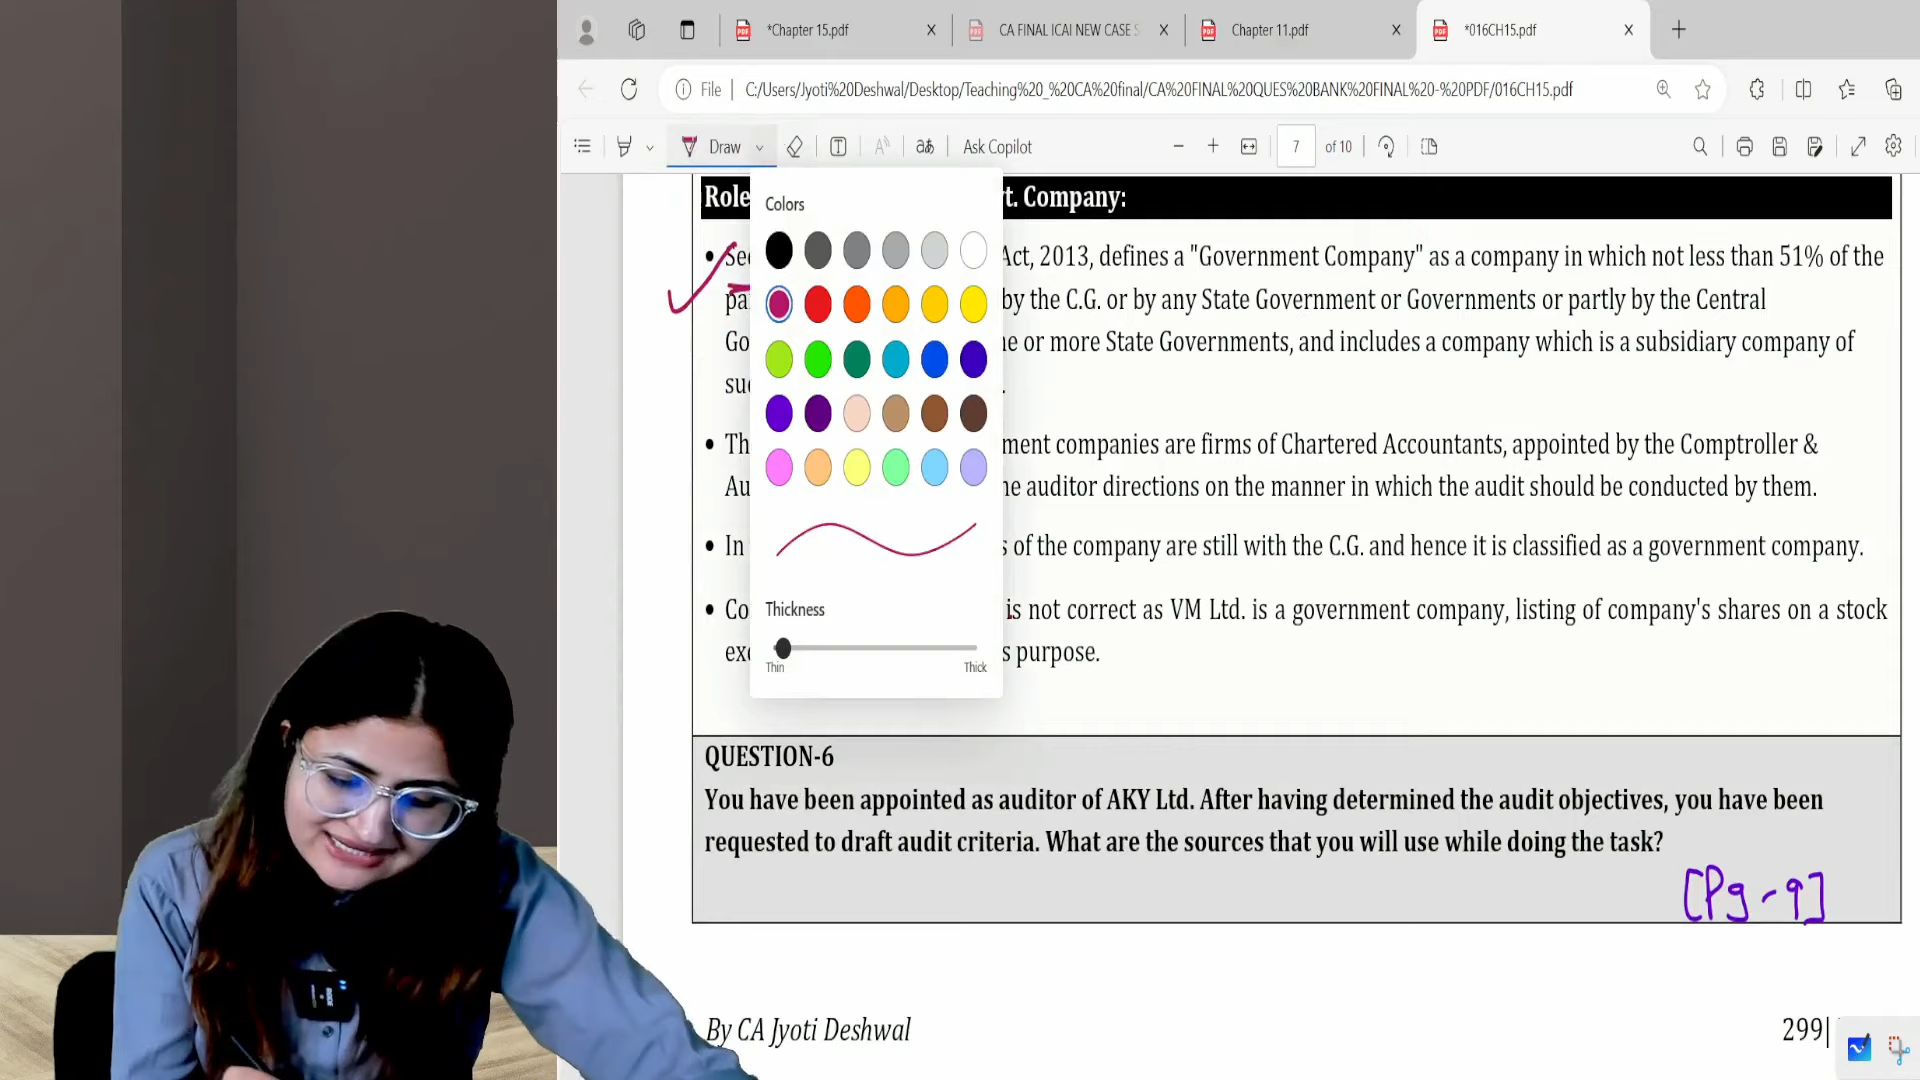 *Chapter 15.pdf
CA FINAL ICAI NEW CASE S
Chapter 11.pdf
*016CH15.pdf
File
C:/Users/Jyoti%20Deshwal/Desktop/Teaching%20_%20CA%20final/CA%20FINAL%20QUES%20BANK%20FINAL%20-%20PDF/016CH15.pdf
Draw
Ask Copilot
7 of 10
Role
t. Company:
Colors
Act, 2013, defines a "Government Company" as a company in which not less than 51% of the
by the C.G. or by any State Government or Governments or partly by the Central
or more State Governments, and includes a company which is a subsidiary company of
ment companies are firms of Chartered Accountants, appointed by the Comptroller &
auditor directions on the manner in which the audit should be conducted by them.
In
s of the company are still with the C.G. and hence it is classified as a government company.
Co
is not correct as VM Ltd. is a government company, listing of company's shares on a stock
s purpose.
Thickness
Thin
Thick
QUESTION-6
You have been appointed as auditor of AKY Ltd. After having determined the audit objectives, you have been
requested to draft audit criteria. What are the sources that you will use while doing the task?
[Pg-9]
By CA Jyoti Deshwal
299|